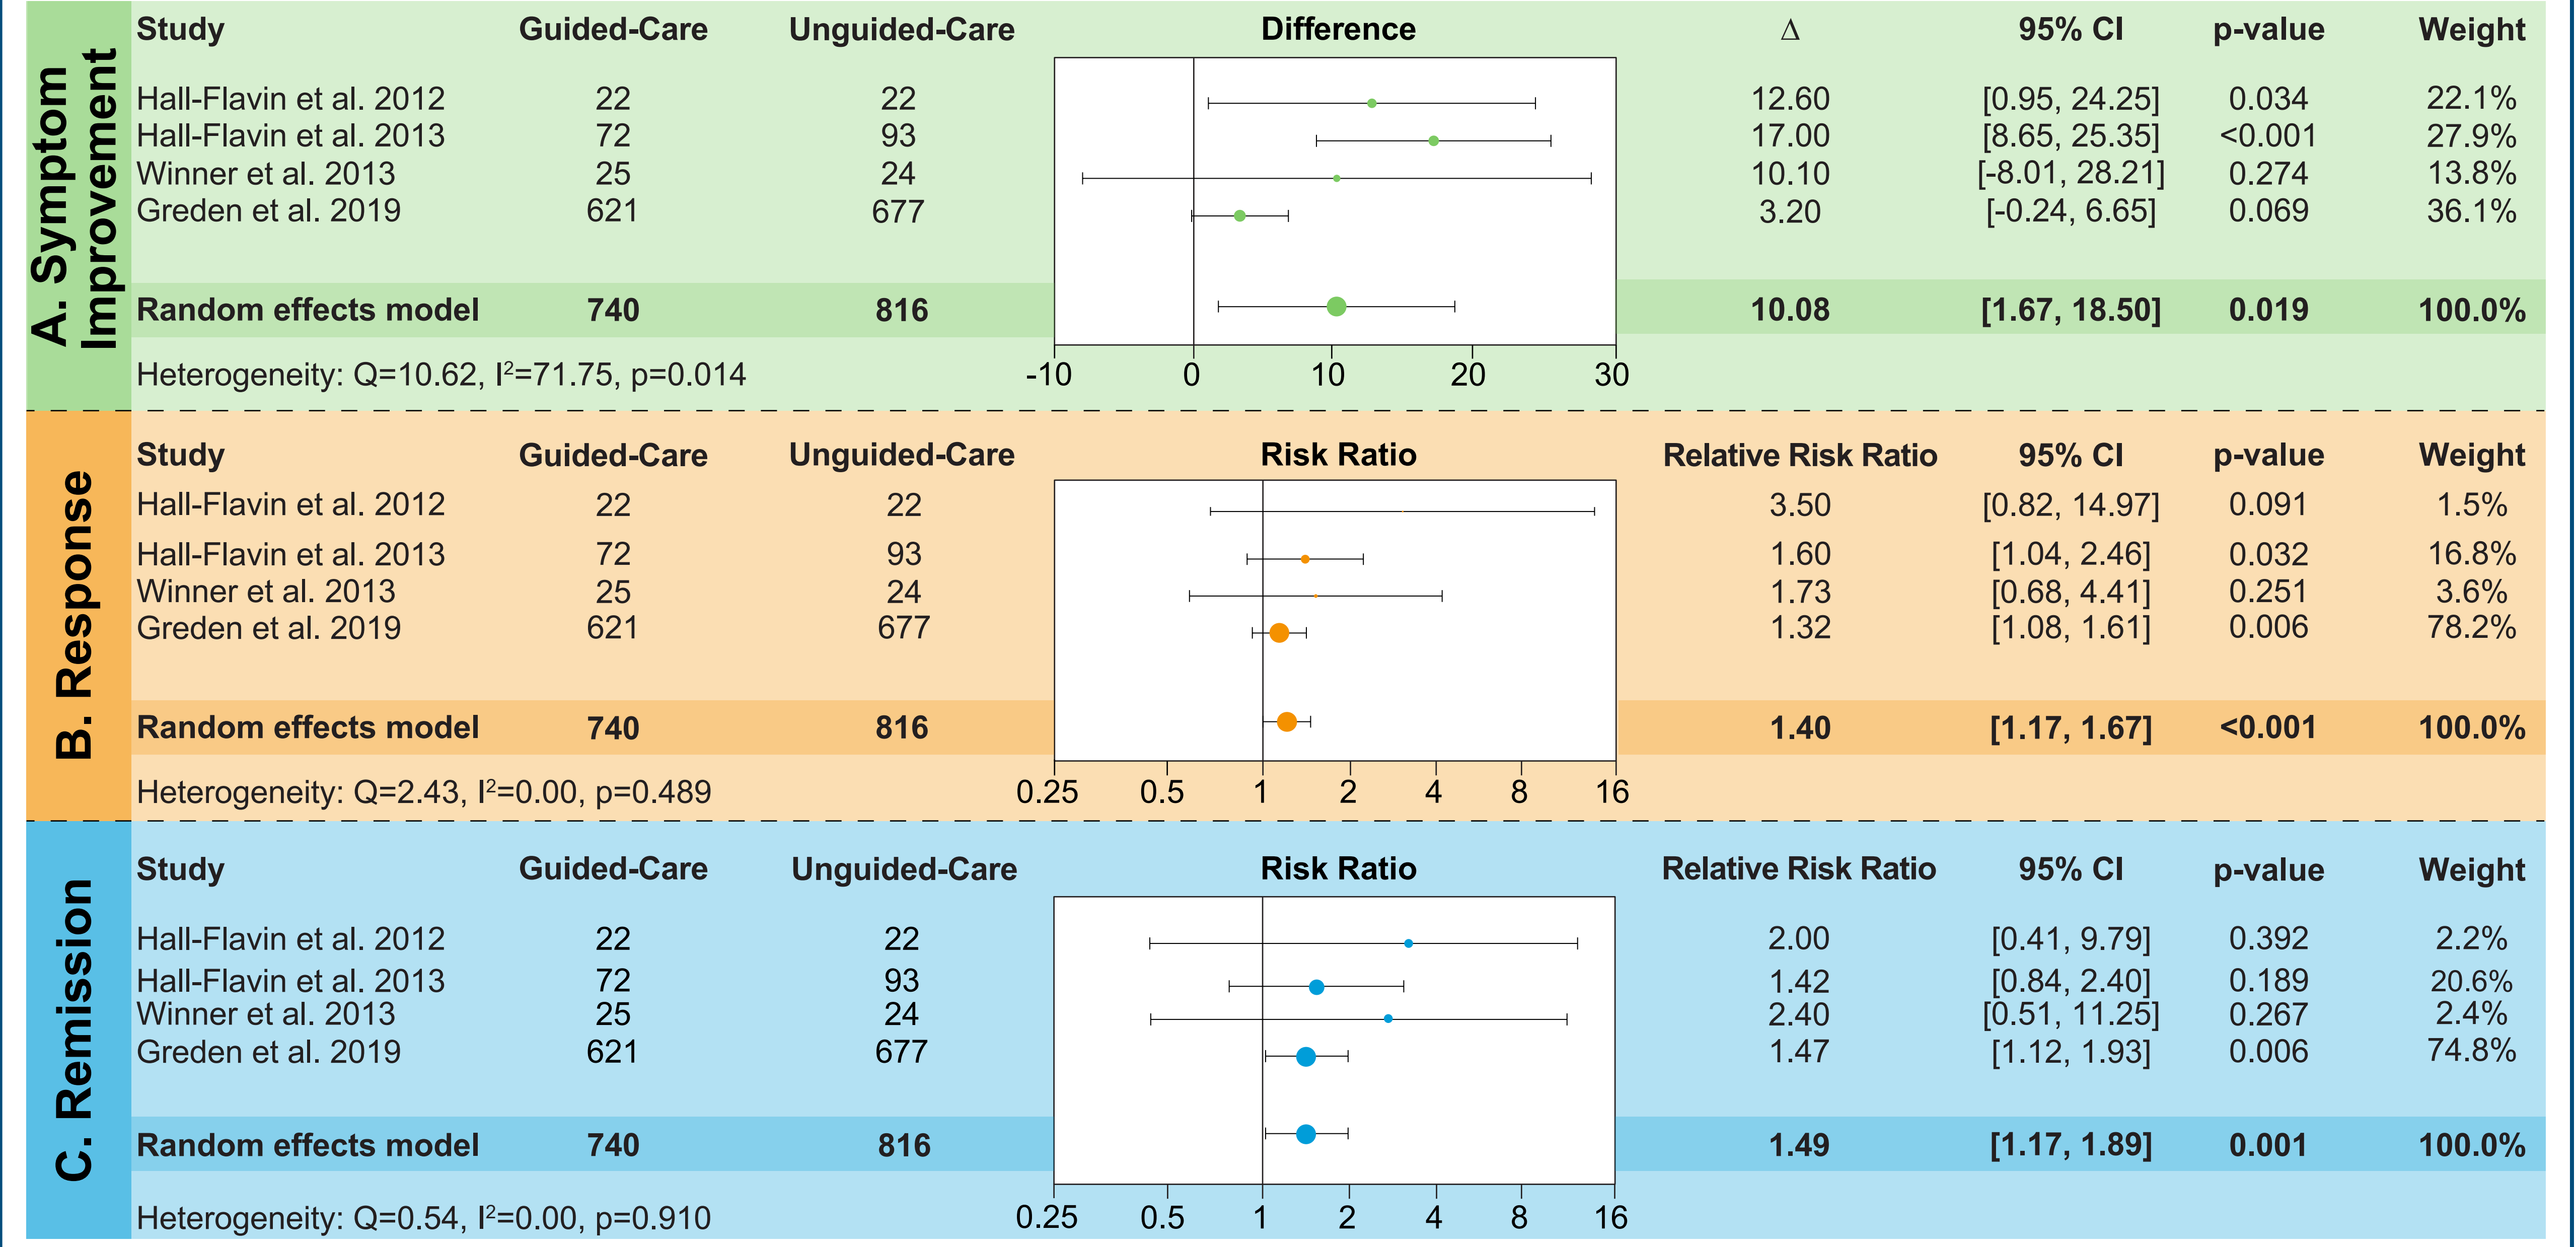 A. Symptom
Improvement
Study Guided-Care Unguided-Care Difference Δ 95% CI p-value Weight
Hall-Flavin et al. 2012 22 22 12.60 [0.95, 24.25] 0.034 22.1%
Hall-Flavin et al. 2013 72 93 17.00 [8.65, 25.35] <0.001 27.9%
Winner et al. 2013 25 24 10.10 [-8.01, 28.21] 0.274 13.8%
Greden et al. 2019 621 677 3.20 [-0.24, 6.65] 0.069 36.1%
Random effects model 740 816 10.08 [1.67, 18.50] 0.019 100.0%
Heterogeneity: Q=10.62, I²=71.75, p=0.014 -10 0 10 20 30
B. Response
Study Guided-Care Unguided-Care Risk Ratio Relative Risk Ratio 95% CI p-value Weight
Hall-Flavin et al. 2012 22 22 3.50 [0.82, 14.97] 0.091 1.5%
Hall-Flavin et al. 2013 72 93 1.60 [1.04, 2.46] 0.032 16.8%
Winner et al. 2013 25 24 1.73 [0.68, 4.41] 0.251 3.6%
Greden et al. 2019 621 677 1.32 [1.08, 1.61] 0.006 78.2%
Random effects model 740 816 1.40 [1.17, 1.67] <0.001 100.0%
Heterogeneity: Q=2.43, I²=0.00, p=0.489 0.25 0.5 1 2 4 8 16
C. Remission
Study Guided-Care Unguided-Care Risk Ratio Relative Risk Ratio 95% CI p-value Weight
Hall-Flavin et al. 2012 22 22 2.00 [0.41, 9.79] 0.392 2.2%
Hall-Flavin et al. 2013 72 93 1.42 [0.84, 2.40] 0.189 20.6%
Winner et al. 2013 25 24 2.40 [0.51, 11.25] 0.267 2.4%
Greden et al. 2019 621 677 1.47 [1.12, 1.93] 0.006 74.8%
Random effects model 740 816 1.49 [1.17, 1.89] 0.001 100.0%
Heterogeneity: Q=0.54, I²=0.00, p=0.910 0.25 0.5 1 2 4 8 16